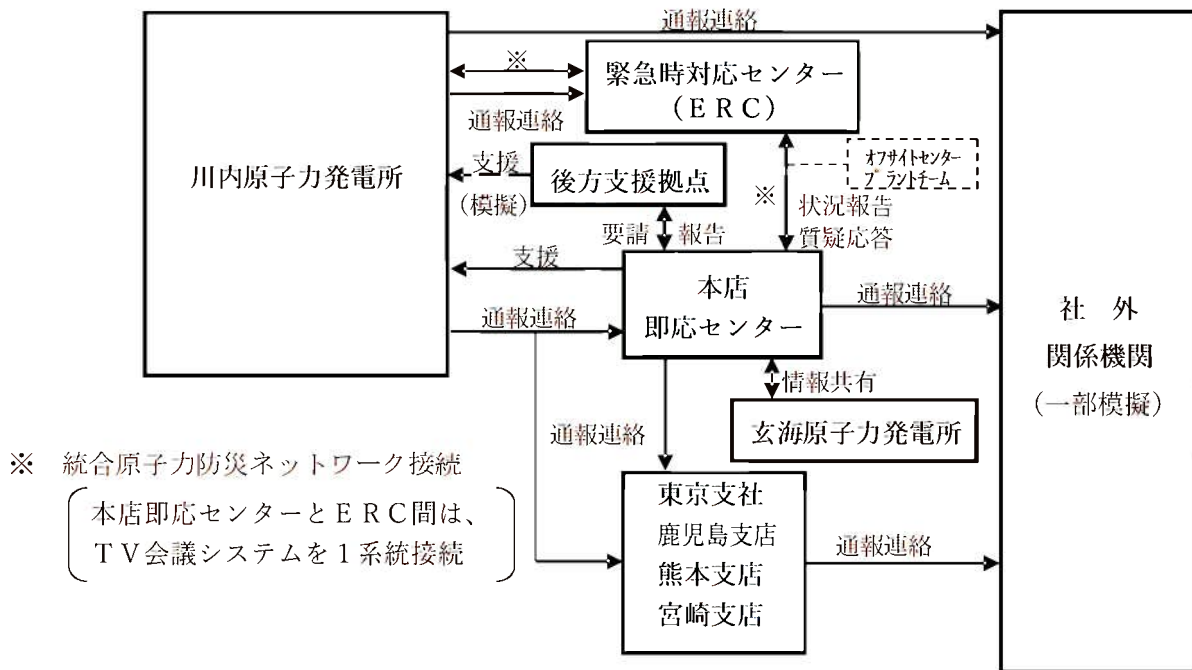 通報連絡
※
緊急時対応センター
（ＥＲＣ）
通報連絡
オフサイトセンター
プラントチーム
川内原子力発電所
支援
（模擬）
後方支援拠点
※
状況報告
質疑応答
要請
報告
支援
本店
即応センター
通報連絡
通報連絡
社　外
関係機関
（一部模擬）
情報共有
玄海原子力発電所
通報連絡
※　統合原子力防災ネットワーク接続
本店即応センターとＥＲＣ間は、
ＴＶ会議システムを１系統接続
東京支社
鹿児島支店
熊本支店
宮崎支店
通報連絡